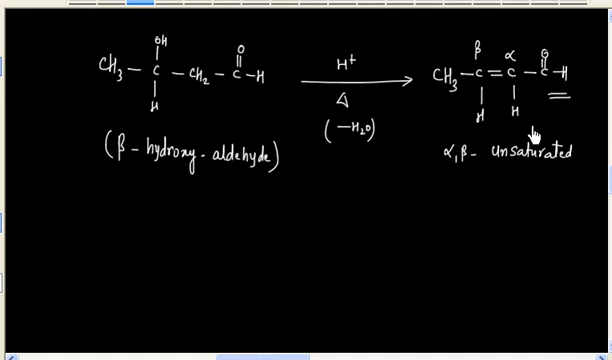 OH O β α O
CH₃ — C — CH₂ — C — H H⁺ CH₃ — C = C — C — H
H Δ H H
(—H₂O)
(β - hydroxy - aldehyde) α,β - unsaturated